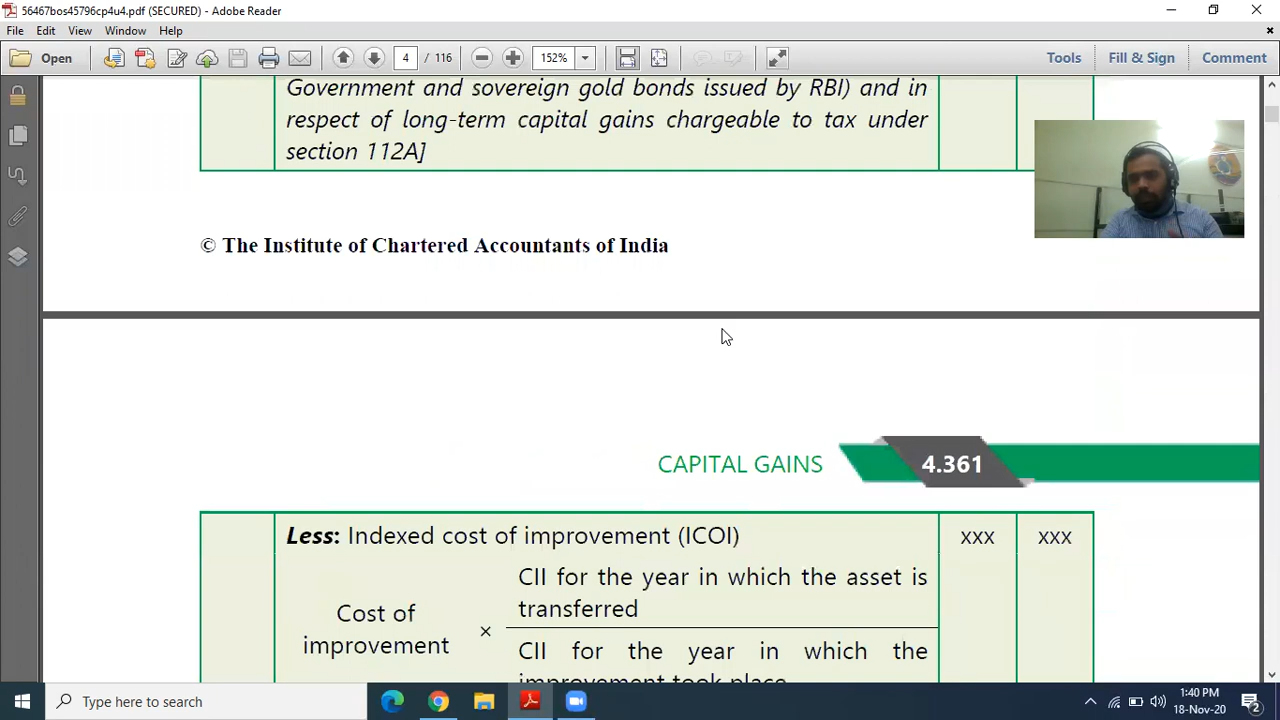 56467bos45796cp4u4.pdf (SECURED) - Adobe Reader
File Edit View Window Help
Open 4 / 116 152% Tools Fill & Sign Comment
Government and sovereign gold bonds issued by RBI) and in
respect of long-term capital gains chargeable to tax under
section 112A]
© The Institute of Chartered Accountants of India
CAPITAL GAINS 4.361
Less: Indexed cost of improvement (ICOI) xxx xxx
CII for the year in which the asset is
transferred
Cost of
improvement ×
CII for the year in which the
improvement took place
Type here to search
1:40 PM
18-Nov-20
2